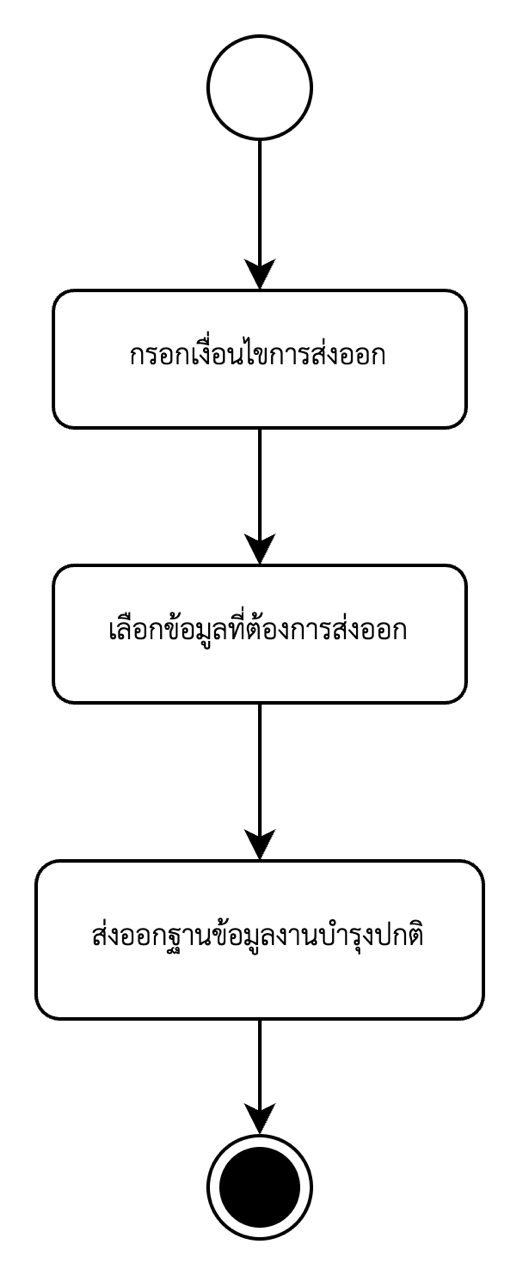 กรอกเงื่อนไขการส่งออก
เลือกข้อมูลที่ต้องการส่งออก
ส่งออกฐานข้อมูลงานบำรุงปกติ